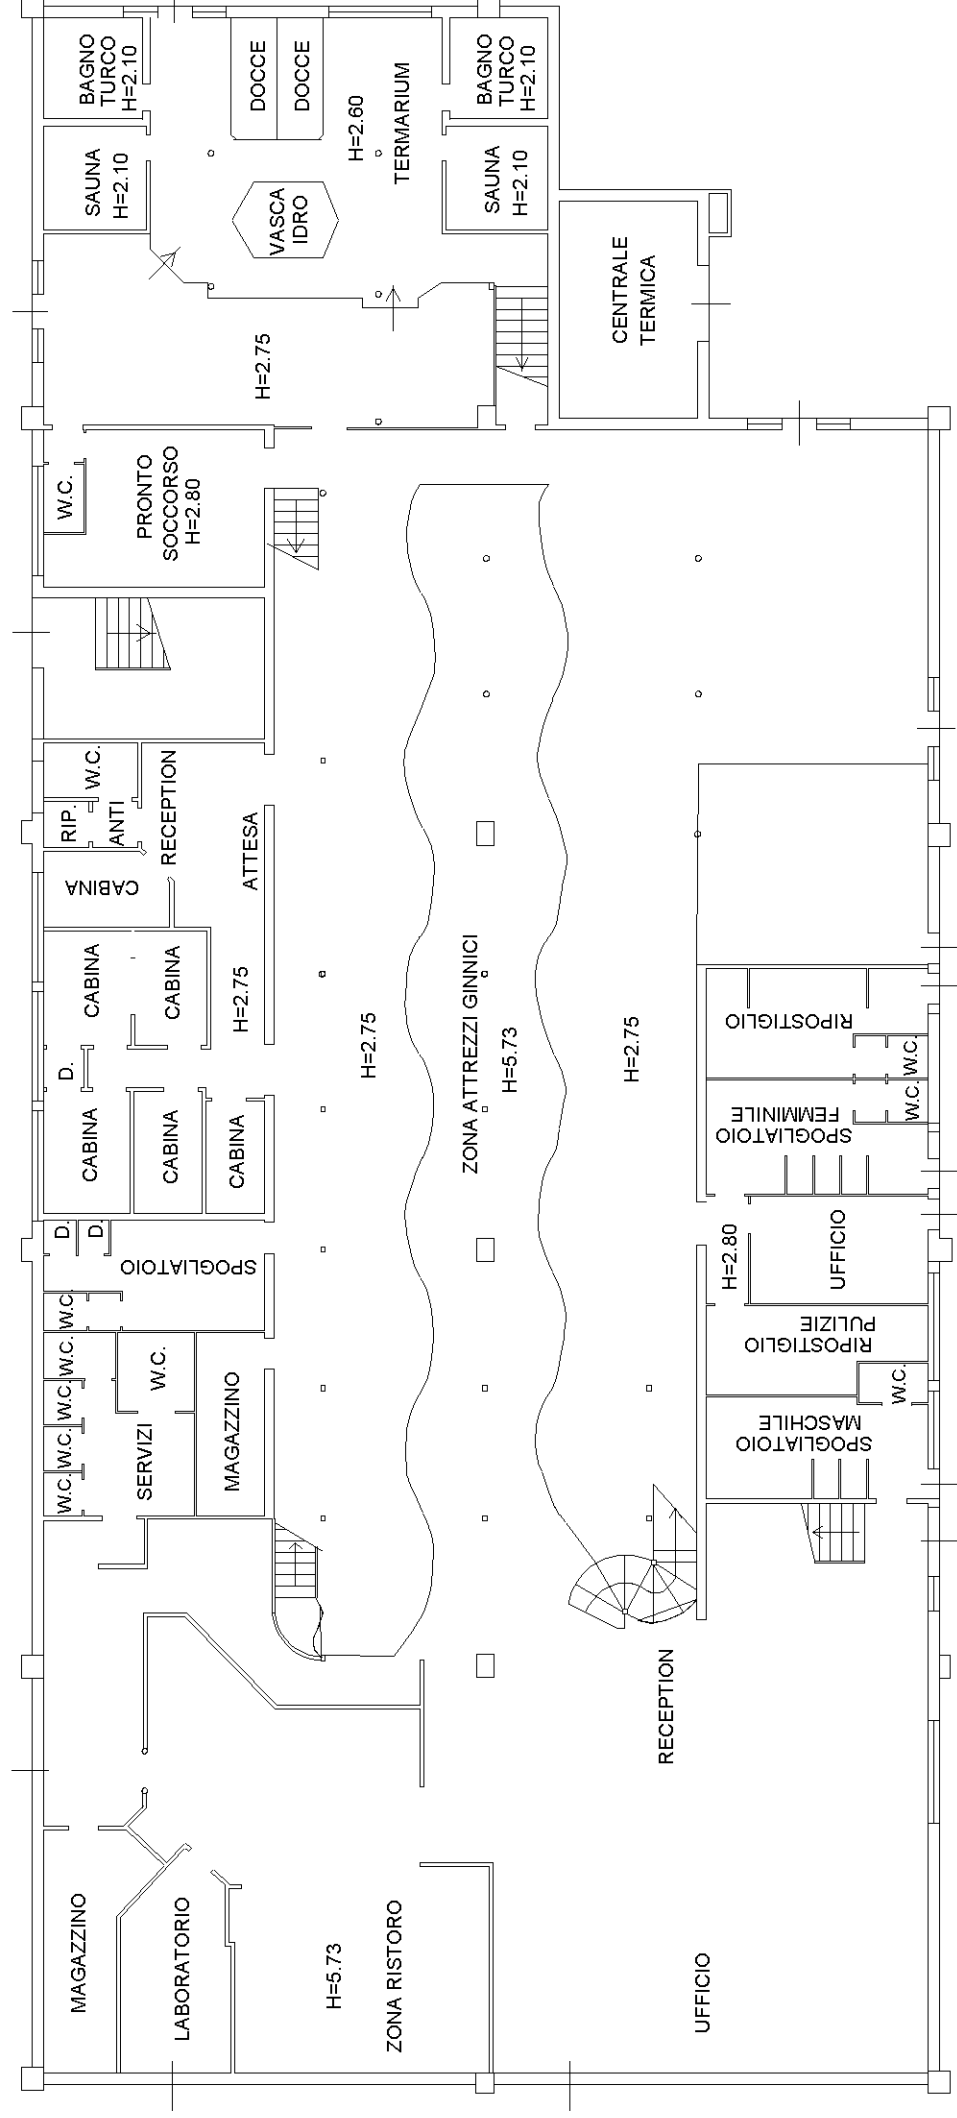 BAGNO
TURCO
H=2.10
DOCCE
DOCCE
BAGNO
TURCO
H=2.10
H=2.60
TERMARIUM
SAUNA
H=2.10
VASCA
IDRO
SAUNA
H=2.10
CENTRALE
TERMICA
H=2.75
W.C.
PRONTO
SOCCORSO
H=2.80
W.C.
RIP.
ANTI
RECEPTION
ATTESA
CABINA
CABINA
CABINA
H=2.75
D.
CABINA
CABINA
CABINA
H=2.75
ZONA ATTREZZI GINNICI
H=5.73
H=2.75
RIPOSTIGLIO
W.C.
W.C.
SPOGLIATOIO
FEMMINILE
D.
D.
SPOGLIATOIO
W.C.
H=2.80
UFFICIO
RIPOSTIGLIO
PULIZIE
W.C.
W.C.
W.C.
W.C.
W.C.
W.C.
SERVIZI
MAGAZZINO
SPOGLIATOIO
MASCHILE
RECEPTION
MAGAZZINO
LABORATORIO
H=5.73
ZONA RISTORO
UFFICIO